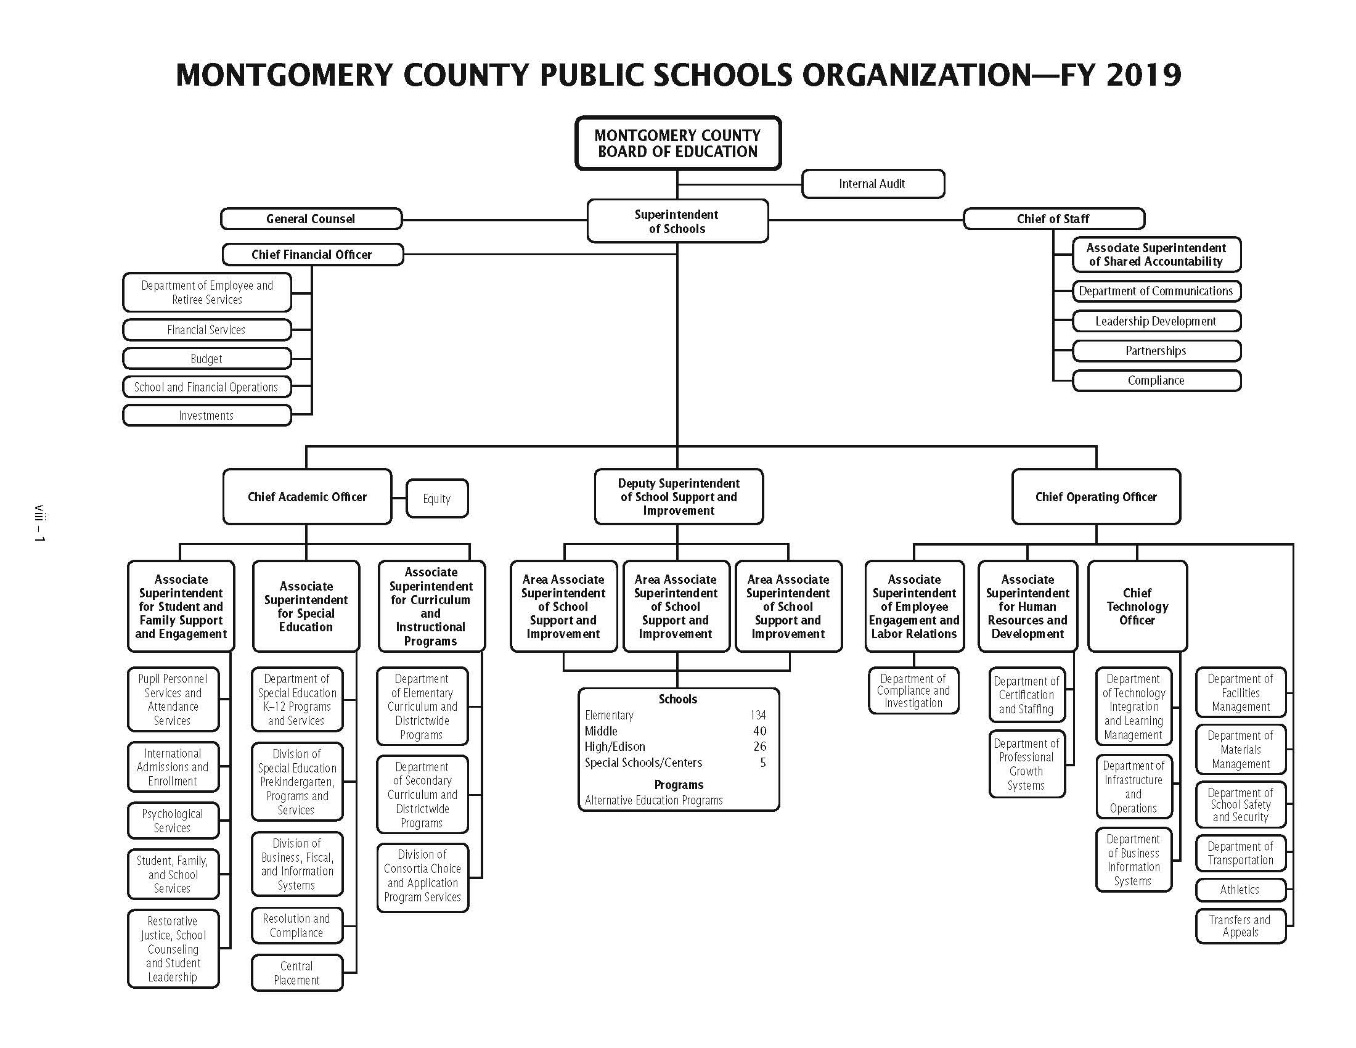 MONTGOMERY COUNTY PUBLIC SCHOOLS ORGANIZATION—FY 2019
MONTGOMERY COUNTY
BOARD OF EDUCATION
Internal Audit
Superintendent
of Schools
General Counsel
Chief of Staff
Chief Financial Officer
Department of Employee and
Retiree Services
Financial Services
Budget
School and Financial Operations
Investments
Associate Superintendent
of Shared Accountability
Department of Communications
Leadership Development
Partnerships
Compliance
Chief Academic Officer
Equity
Deputy Superintendent
of School Support and
Improvement
Chief Operating Officer
viii – 1
Associate
Superintendent
for Student and
Family Support
and Engagement
Pupil Personnel
Services and
Attendance
Services
International
Admissions and
Enrollment
Psychological
Services
Student, Family,
and School
Services
Restorative
Justice, School
Counseling
and Student
Leadership
Associate
Superintendent
for Special
Education
Department of
Special Education
K–12 Programs
and Services
Division of
Special Education
Prekindergarten,
Programs and
Services
Division of
Business, Fiscal,
and Information
Systems
Resolution and
Compliance
Central
Placement
Associate
Superintendent
for Curriculum
and
Instructional
Programs
Department
of Elementary
Curriculum and
Districtwide
Programs
Department
of Secondary
Curriculum and
Districtwide
Programs
Division of
Consortia Choice
and Application
Program Services
Area Associate
Superintendent
of School
Support and
Improvement
Area Associate
Superintendent
of School
Support and
Improvement
Area Associate
Superintendent
of School
Support and
Improvement
Schools
Elementary 134
Middle 40
High/Edison 26
Special Schools/Centers 5
Programs
Alternative Education Programs
Associate
Superintendent
of Employee
Engagement and
Labor Relations
Department of
Compliance and
Investigation
Associate
Superintendent
for Human
Resources and
Development
Department of
Certification
and Staffing
Department of
Professional
Growth
Systems
Chief
Technology
Officer
Department
of Technology
Integration
and Learning
Management
Department of
Infrastructure
and
Operations
Department
of Business
Information
Systems
Department of
Facilities
Management
Department of
Materials
Management
Department of
School Safety
and Security
Department of
Transportation
Athletics
Transfers and
Appeals